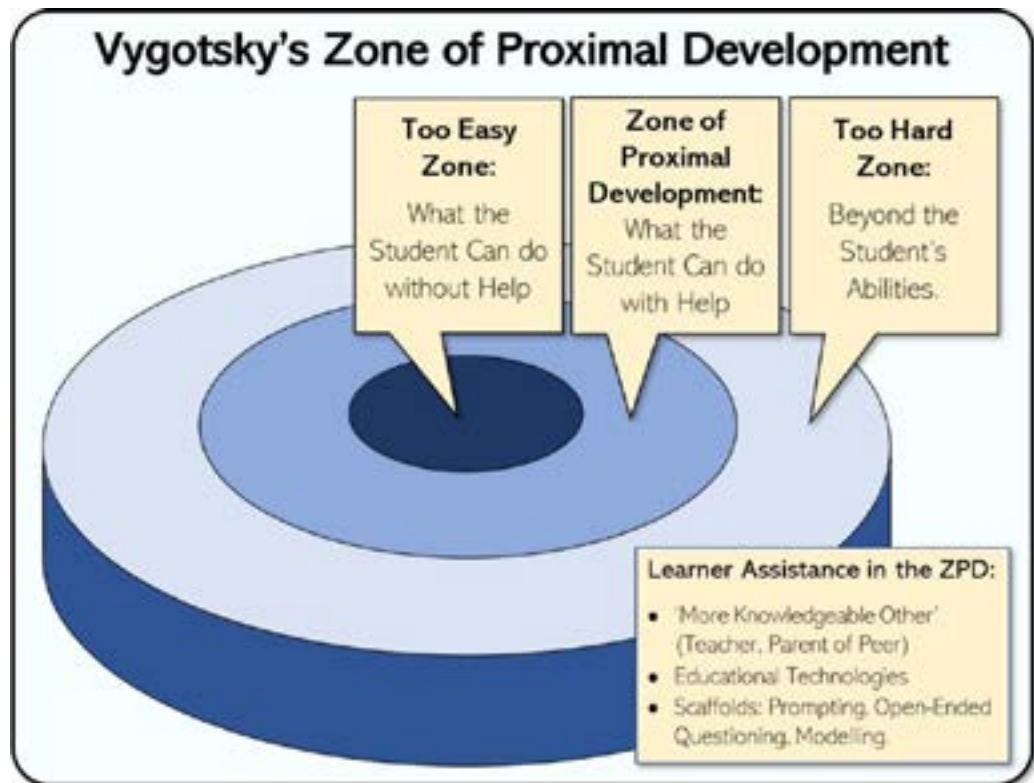 Vygotsky's Zone of Proximal Development
Too Easy
Zone:
What the
Student Can do
without Help
Zone of
Proximal
Development:
What the
Student Can do
with Help
Too Hard
Zone:
Beyond the
Student's
Abilities.
Learner Assistance in the ZPD:
• 'More Knowledgeable Other'
(Teacher, Parent of Peer)
• Educational Technologies
• Scaffolds: Prompting, Open-Ended
Questioning, Modelling.